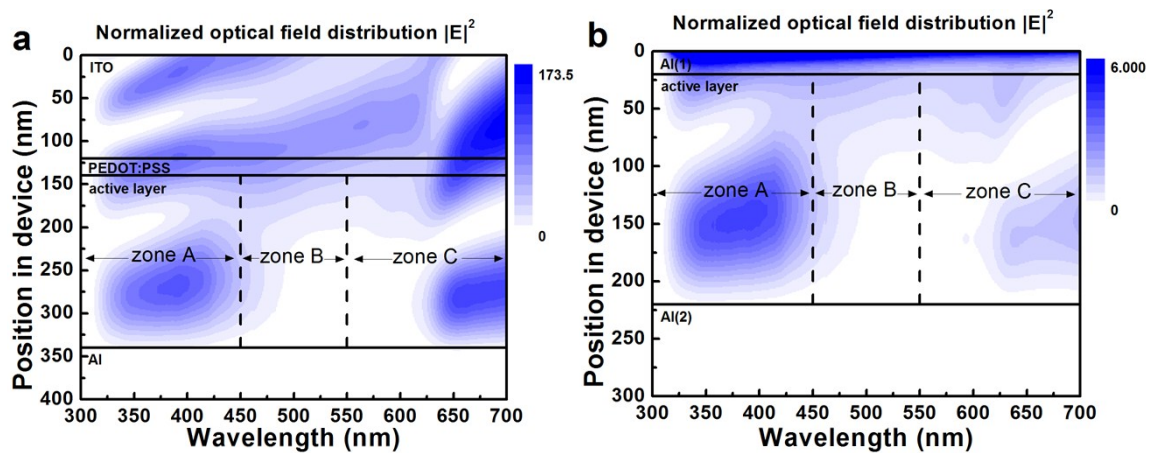 a
Normalized optical field distribution |E|²
0
50
100
150
200
250
300
350
400
Position in device (nm)
ITO
PEDOT:PSS
active layer
zone A
zone B
zone C
Al
300 350 400 450 500 550 600 650 700
Wavelength (nm)
173.5
0
b
Normalized optical field distribution |E|²
0
50
100
150
200
250
300
Position in device (nm)
Al(1)
active layer
zone A
zone B
zone C
Al(2)
300 350 400 450 500 550 600 650 700
Wavelength (nm)
6.000
0